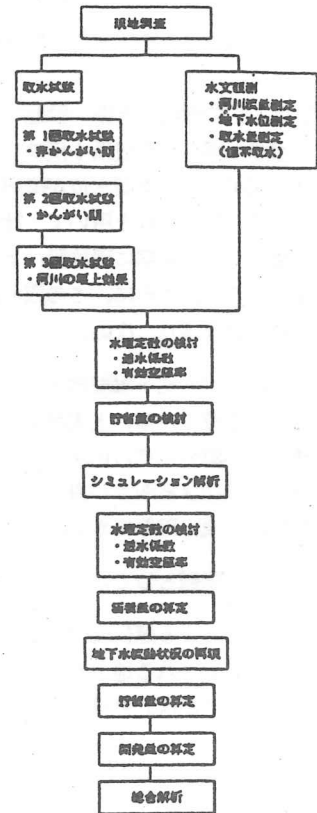 現地調査
取水試験
第1回取水試験
・非かんがい期
第2回取水試験
・かんがい期
第3回取水試験
・河川の堰上効果
水文観測
・河川流量測定
・地下水位測定
・取水量測定
(通常取水)
水理定数の検討
・透水係数
・有効空隙率
貯留量の検討
シミュレーション解析
水理定数の検討
・透水係数
・有効空隙率
量の算定
地下水流動状況の再現
貯留量の算定
開発量の算定
総合解析